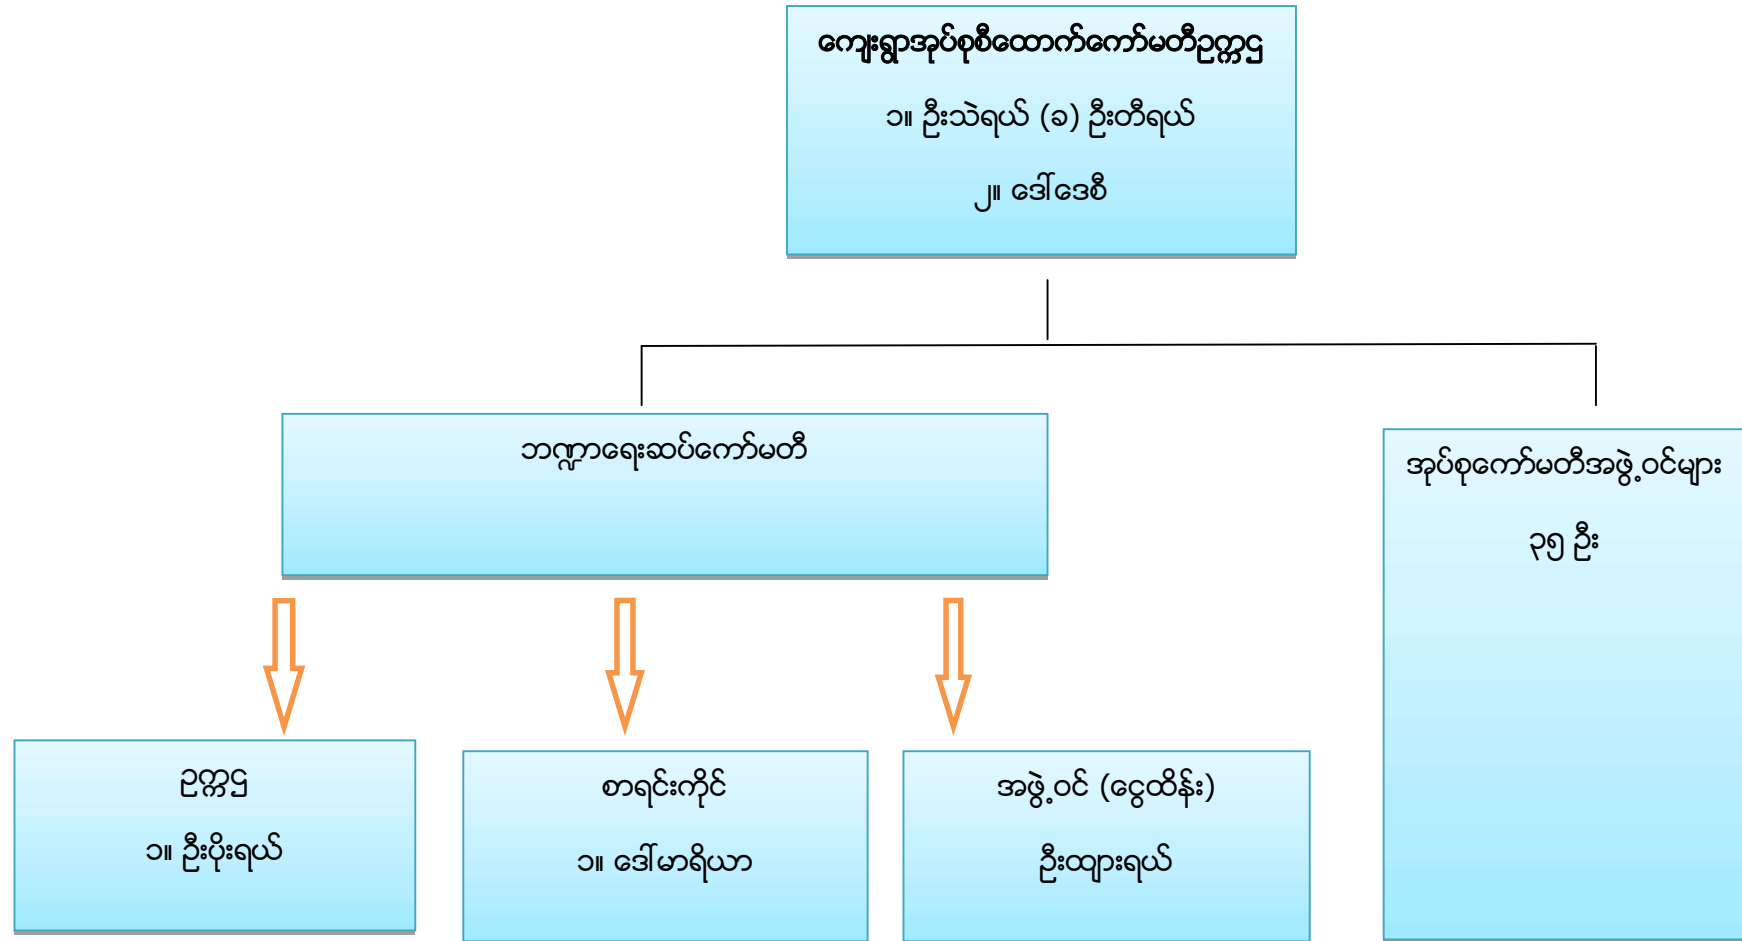 ကျေးရွာအုပ်စုစီထောက်ကော်မတီဥက္ကဌ
၁။ ဦးသဲရယ် (ခ) ဦးတီရယ်
၂။ ဒေါ်ဒေစီ
ဘဏ္ဍာရေးဆပ်ကော်မတီ
အုပ်စုကော်မတီအဖွဲ့ဝင်များ
၃၅ ဦး
ဥက္ကဌ
၁။ ဦးပိုးရယ်
စာရင်းကိုင်
၁။ ဒေါ်မာရိယာ
အဖွဲ့ဝင် (ငွေထိန်း)
ဦးထျားရယ်